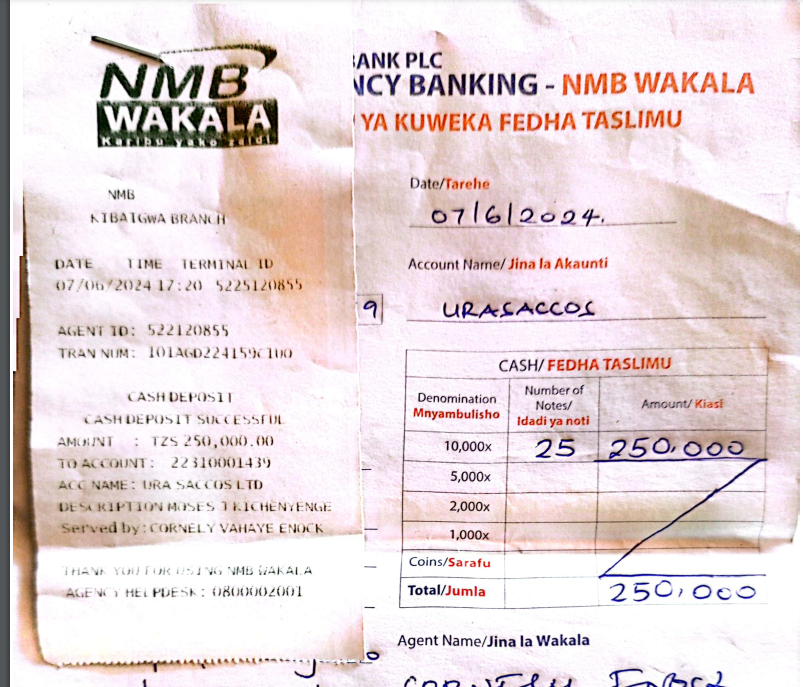 NMB
WAKALA
Karibu yako zaidi
NMB
KIBAIGWA BRANCH
DATE TIME TERMINAL ID
07/06/2024 17:20 5225120855
AGENT ID: 522120855
TRAN NUM: 101AGD224159C1U0
CASH DEPOSIT
CASH DEPOSIT SUCCESSFUL
AMOUNT : TZS 250,000.00
TO ACCOUNT: 22310001439
ACC NAME: URA SACCOS LTD
DESCRIPTION MOSES J KICHENYENGE
Served by: CORNELY VAHAYE ENOCK
THANK YOU FOR USING NMB WAKALA
AGENCY HELPDESK: 0800002001
BANK PLC
NCY BANKING - NMB WAKALA
YA KUWEKA FEDHA TASLIMU
Date/Tarehe
07/6/2024.
Account Name/ Jina la Akaunti
9
URASACCOS
CASH/ FEDHA TASLIMU
Denomination Mnyambulisho
Number of Notes/ Idadi ya noti
Amount/ Kiasi
10,000x 25 250,000
5,000x
2,000x
1,000x
Coins/Sarafu
Total/Jumla 250,000
Agent Name/Jina la Wakala